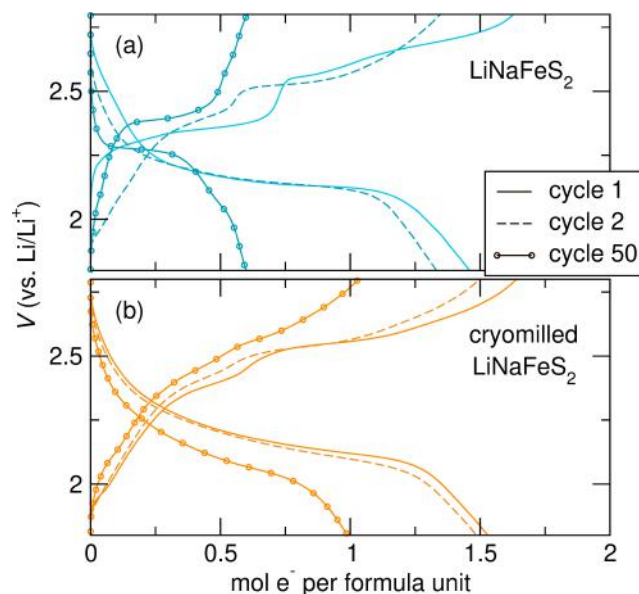 (a)
LiNaFeS2
2.5
2
cycle 1
cycle 2
cycle 50
V (vs. Li/Li+)
(b)
cryomilled
LiNaFeS2
2.5
2
0 0.5 1 1.5 2
mol e- per formula unit